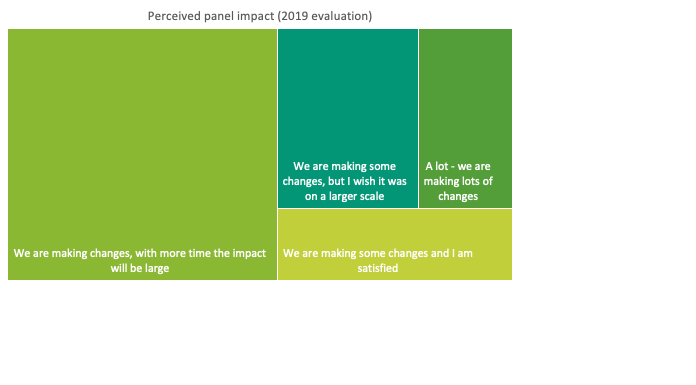 Perceived panel impact (2019 evaluation)
We are making some
changes, but I wish it was
on a larger scale
A lot - we are
making lots of
changes
We are making changes, with more time the impact
will be large
We are making some changes and I am
satisfied